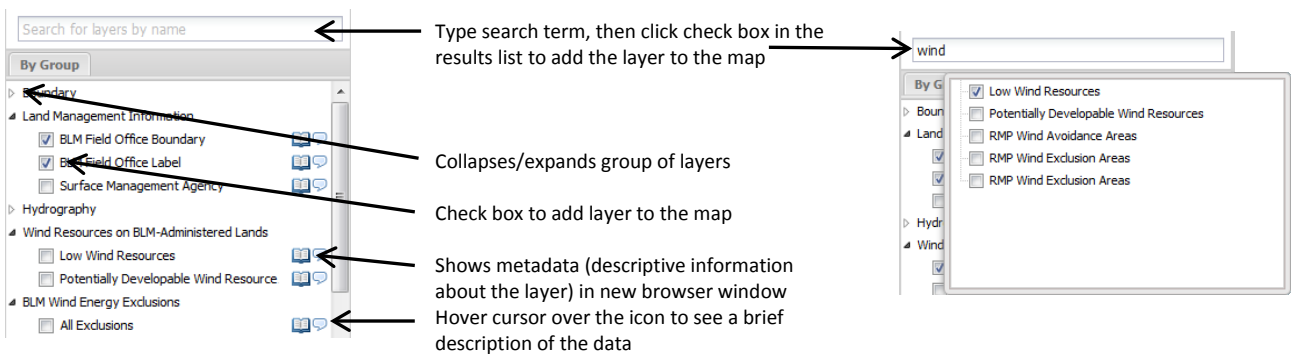 Search for layers by name
By Group
Boundary
Land Management Information
BLM Field Office Boundary
BLM Field Office Label
Surface Management Agency
Hydrography
Wind Resources on BLM-Administered Lands
Low Wind Resources
Potentially Developable Wind Resource
BLM Wind Energy Exclusions
All Exclusions
Type search term, then click check box in the
results list to add the layer to the map
Collapses/expands group of layers
Check box to add layer to the map
Shows metadata (descriptive information
about the layer) in new browser window
Hover cursor over the icon to see a brief
description of the data
wind
By G
Boun
Land
Hydr
Wind
Low Wind Resources
Potentially Developable Wind Resources
RMP Wind Avoidance Areas
RMP Wind Exclusion Areas
RMP Wind Exclusion Areas